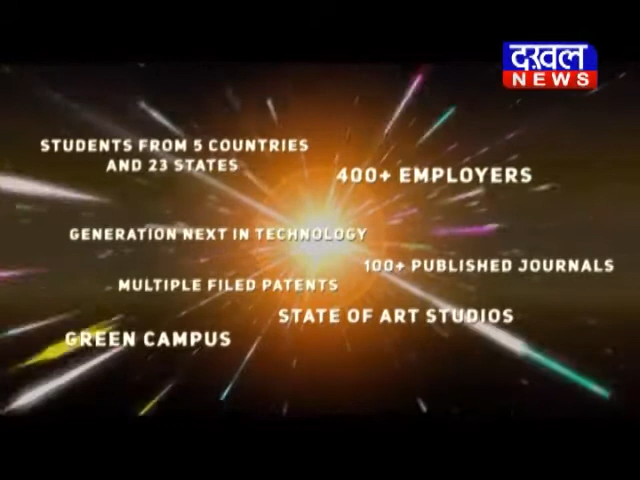 दख़ल
NEWS
STUDENTS FROM 5 COUNTRIES
AND 23 STATES
400+ EMPLOYERS
GENERATION NEXT IN TECHNOLOGY
100+ PUBLISHED JOURNALS
MULTIPLE FILED PATENTS
STATE OF ART STUDIOS
GREEN CAMPUS